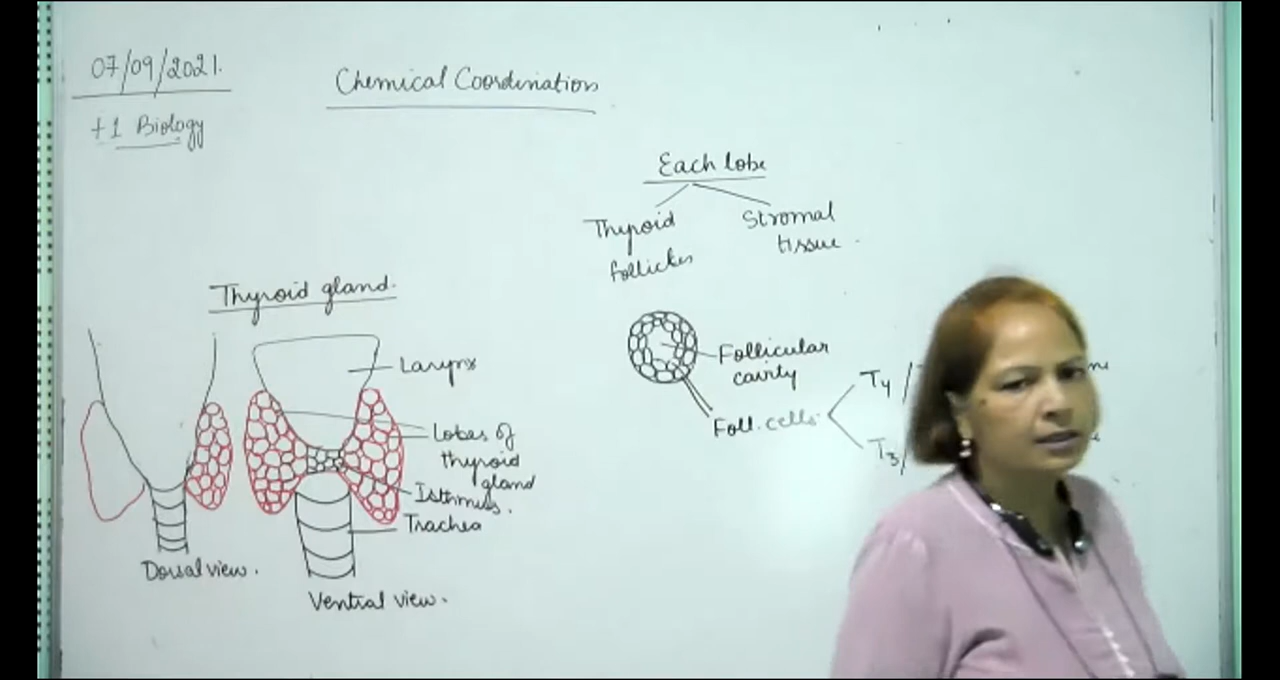 07/09/2021.
+1 Biology
Chemical Coordination
Each lobe
Thyroid
follicles
Stromal
tissue.
Thyroid gland.
Larynx
Lobes of
thyroid
gland
Isthmus.
Trachea
Dorsal view.
Ventral view.
Follicular
cavity
Foll. cells.
T4/
T3/